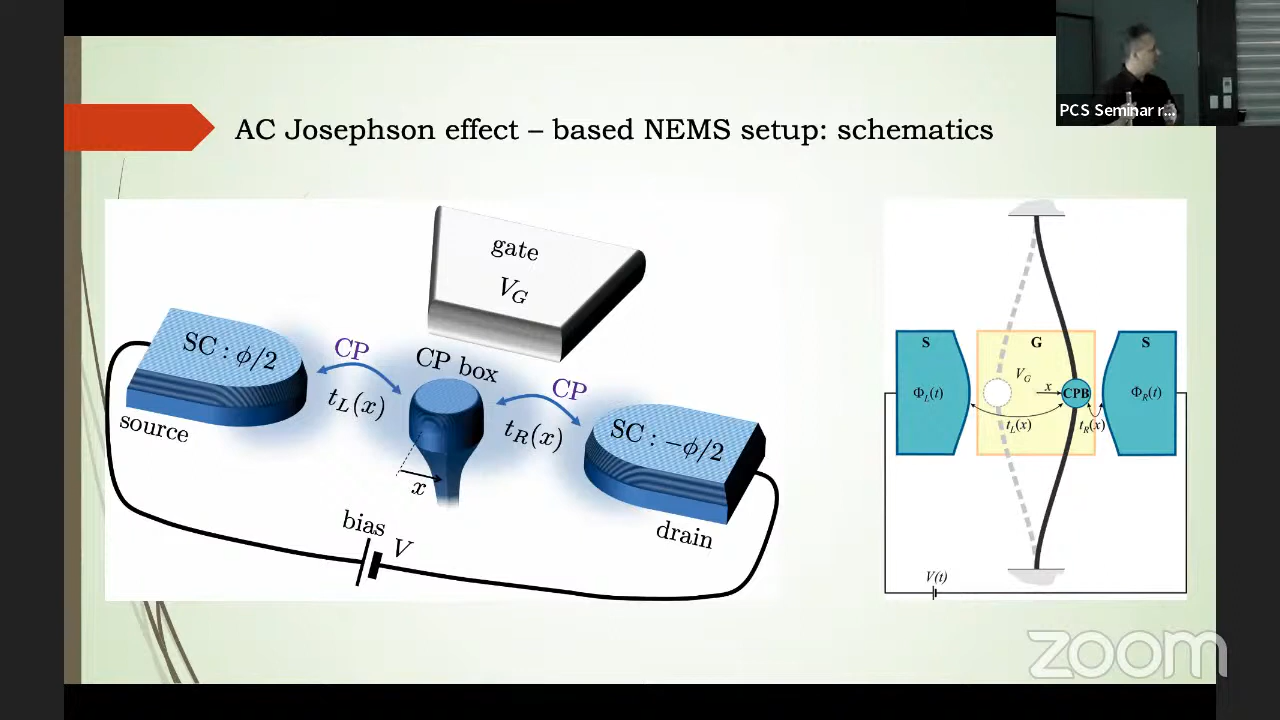 PCS Seminar r...
AC Josephson effect – based NEMS setup: schematics
gate
V_G
SC : ϕ/2
CP
CP box
CP
t_L(x)
t_R(x)
source
SC : −ϕ/2
x
bias
V
drain
S
G
S
V_G
Φ_L(t)
x
CPB
Φ_R(t)
t_L(x)
t_R(x)
V(t)
zoom